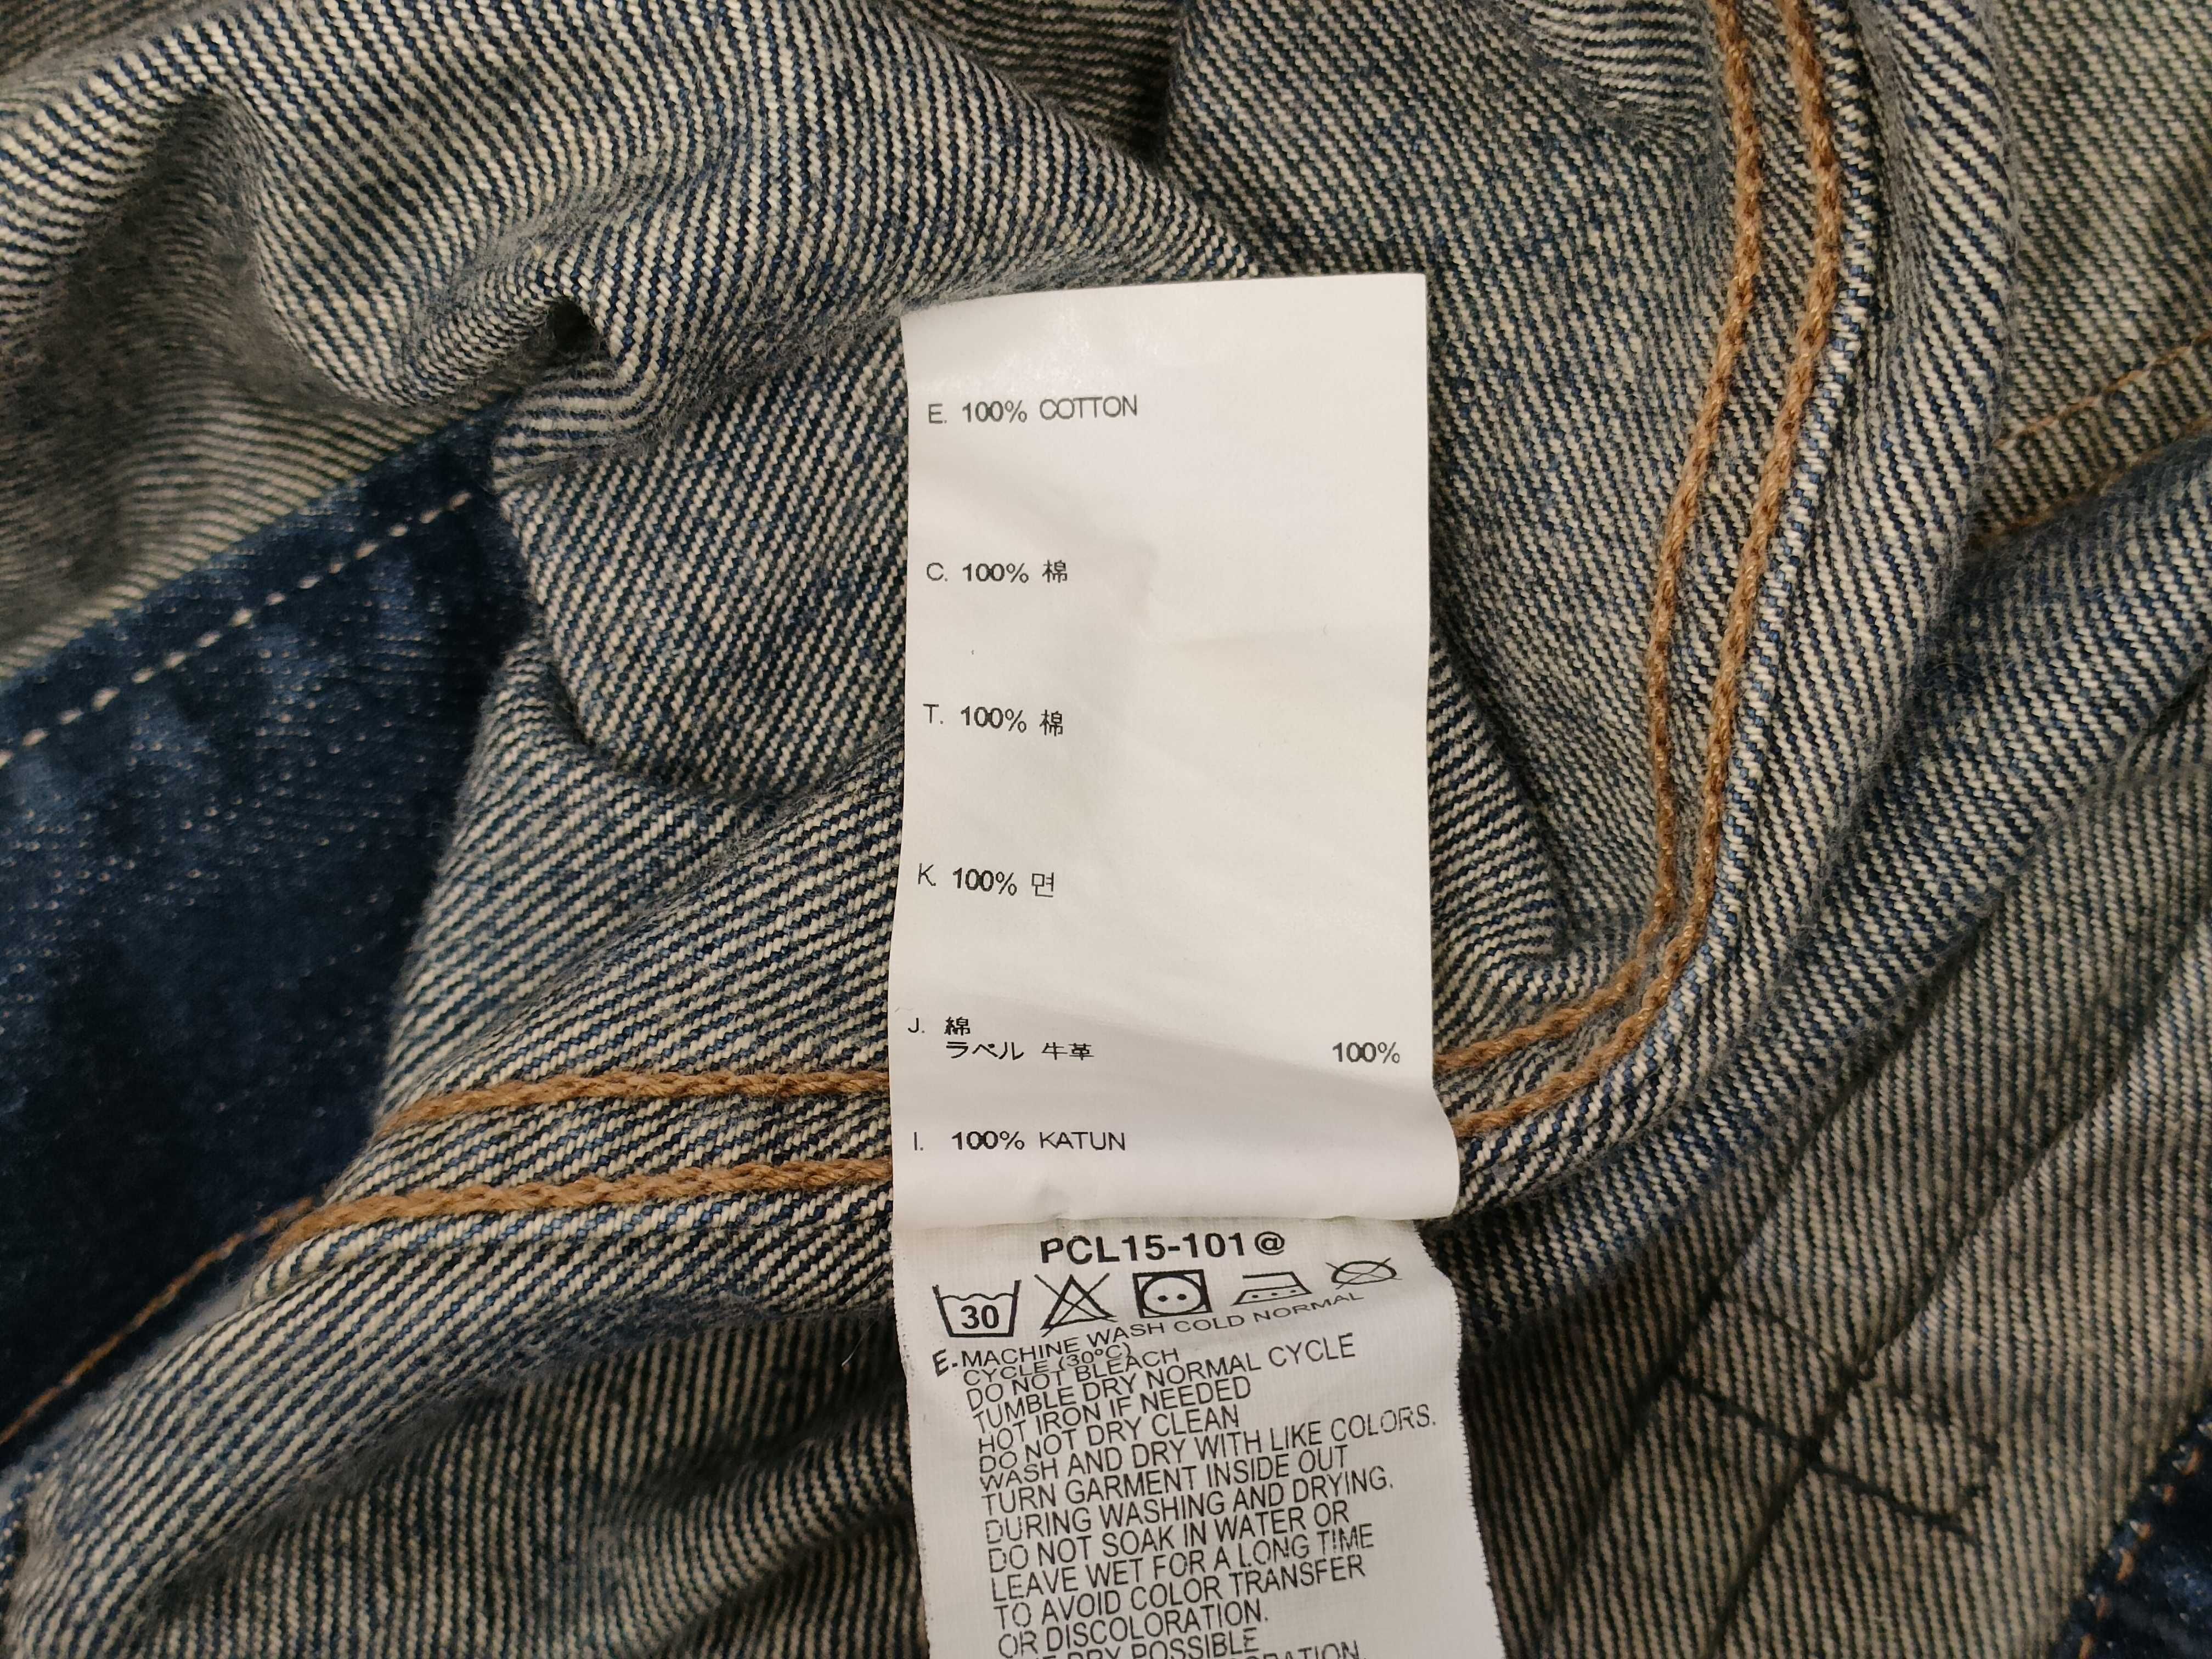 E. 100% COTTON
C. 100% 棉
T. 100% 棉
K. 100% 면
J. 綿
ラベル 牛革 100%
I. 100% KATUN
PCL15-101@
30
E. MACHINE WASH COLD NORMAL
CYCLE (30°C)
DO NOT BLEACH
TUMBLE DRY NORMAL CYCLE
HOT IRON IF NEEDED
DO NOT DRY CLEAN
WASH AND DRY WITH LIKE COLORS.
TURN GARMENT INSIDE OUT
DURING WASHING AND DRYING.
DO NOT SOAK IN WATER OR
LEAVE WET FOR A LONG TIME
TO AVOID COLOR TRANSFER
OR DISCOLORATION.
DRY POSSIBLE